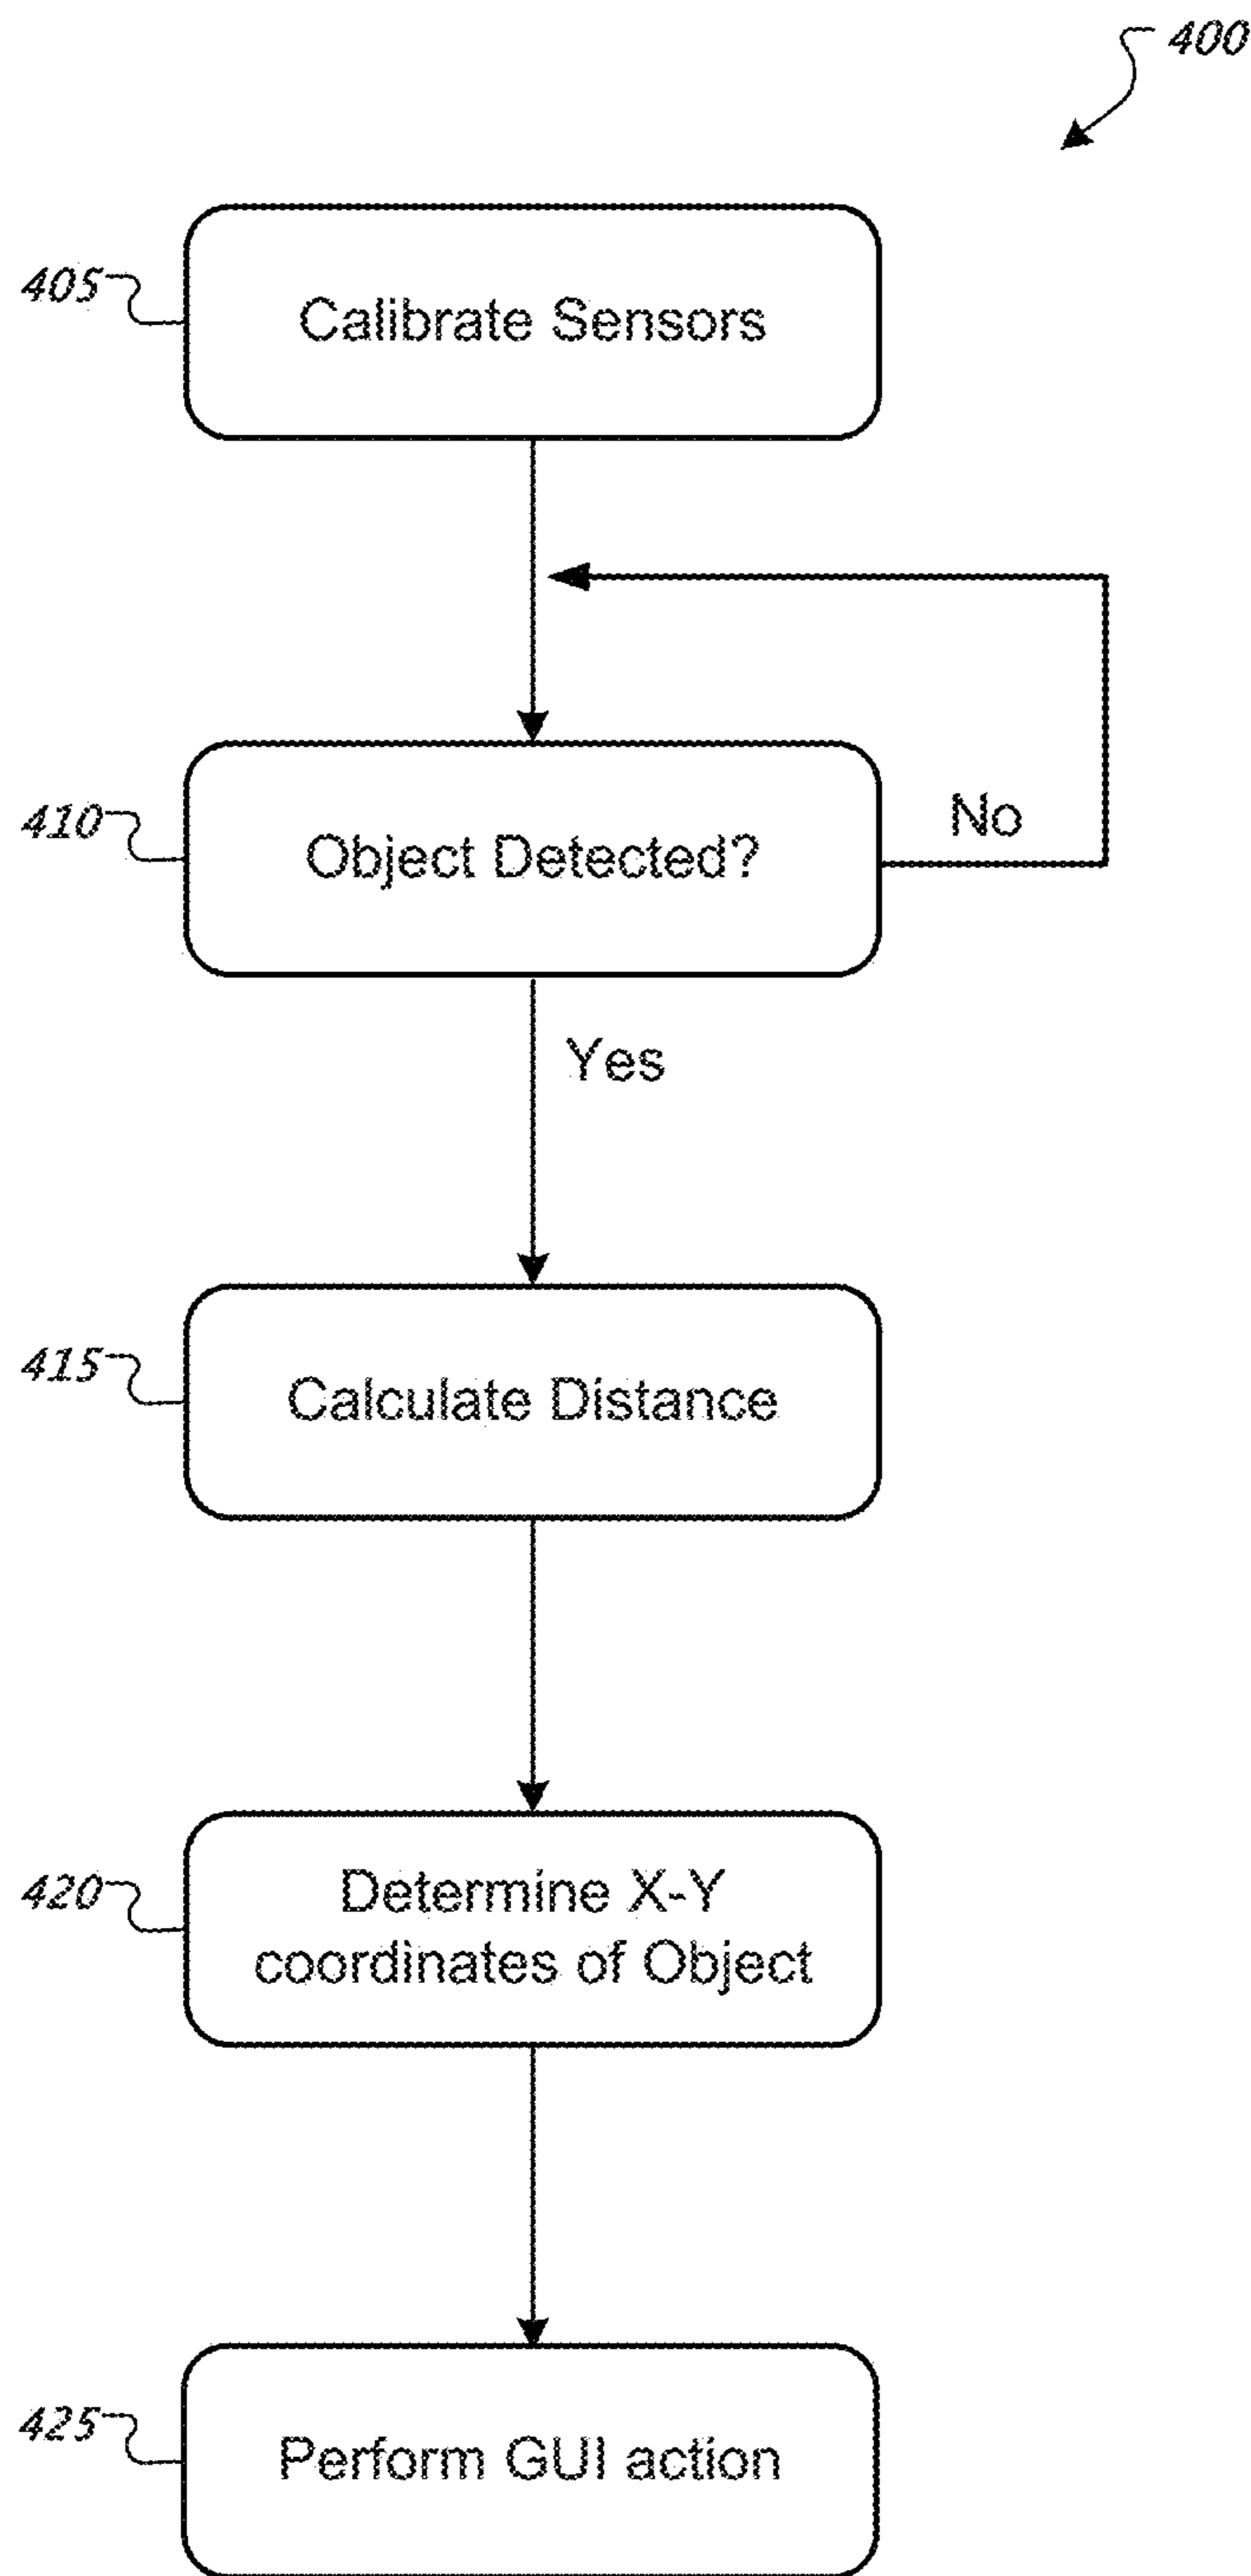 400
405
Calibrate Sensors
410
Object Detected?
No
Yes
415
Calculate Distance
420
Determine X-Y
coordinates of Object
425
Perform GUI action